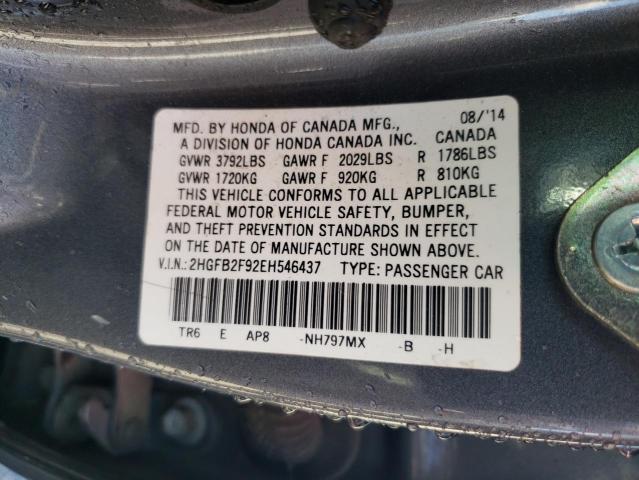 08/'14
MFD. BY HONDA OF CANADA MFG.,
A DIVISION OF HONDA CANADA INC. CANADA
GVWR 3792LBS GAWR F 2029LBS R 1786LBS
GVWR 1720KG GAWR F 920KG R 810KG
THIS VEHICLE CONFORMS TO ALL APPLICABLE
FEDERAL MOTOR VEHICLE SAFETY, BUMPER,
AND THEFT PREVENTION STANDARDS IN EFFECT
ON THE DATE OF MANUFACTURE SHOWN ABOVE.
V.I.N.: 2HGFB2F92EH546437 TYPE: PASSENGER CAR
TR6 E AP8 -NH797MX -B -H